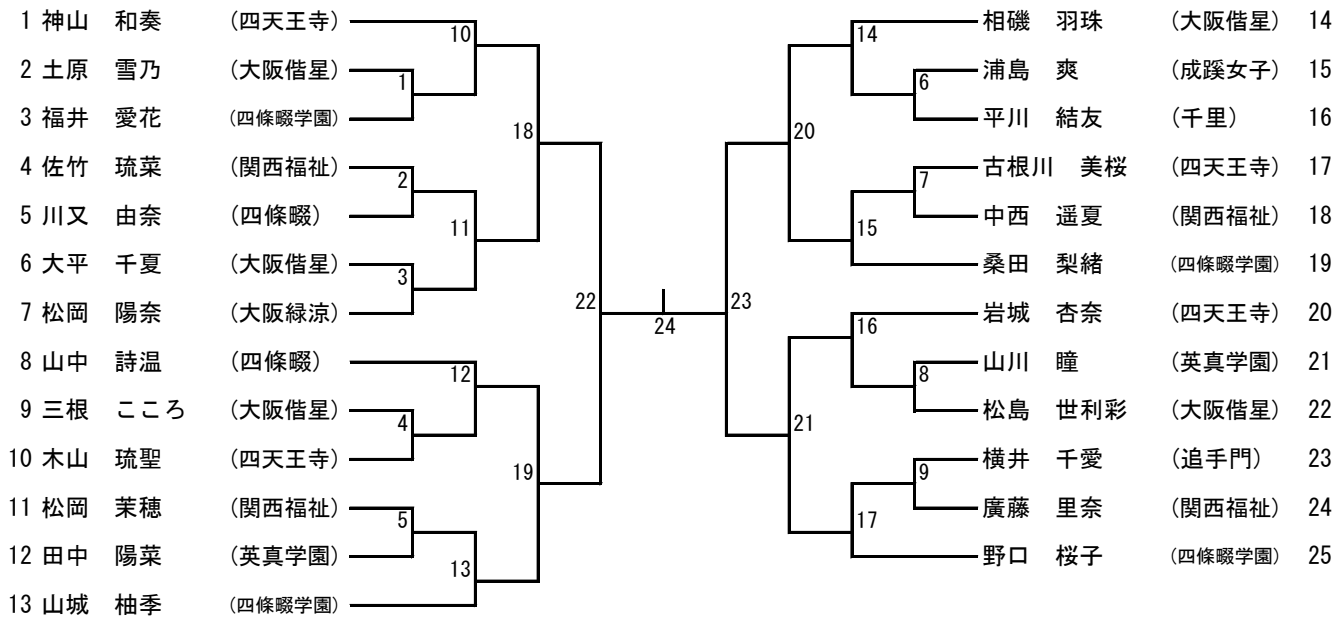 1 神山 和奏 (四天王寺)
2 土原 雪乃 (大阪偕星)
3 福井 愛花 (四條畷学園)
4 佐竹 琉菜 (関西福祉)
5 川又 由奈 (四條畷)
6 大平 千夏 (大阪偕星)
7 松岡 陽奈 (大阪緑涼)
8 山中 詩温 (四條畷)
9 三根 こころ (大阪偕星)
10 木山 琉聖 (四天王寺)
11 松岡 茉穂 (関西福祉)
12 田中 陽菜 (英真学園)
13 山城 柚季 (四條畷学園)
10
1
18
2
11
3
12
4
19
5
13
22
24
23
14
6
20
7
15
16
8
21
9
17
相磯 羽珠 (大阪偕星) 14
浦島 爽 (成蹊女子) 15
平川 結友 (千里) 16
古根川 美桜 (四天王寺) 17
中西 遥夏 (関西福祉) 18
桑田 梨緒 (四條畷学園) 19
岩城 杏奈 (四天王寺) 20
山川 瞳 (英真学園) 21
松島 世利彩 (大阪偕星) 22
横井 千愛 (追手門) 23
廣藤 里奈 (関西福祉) 24
野口 桜子 (四條畷学園) 25